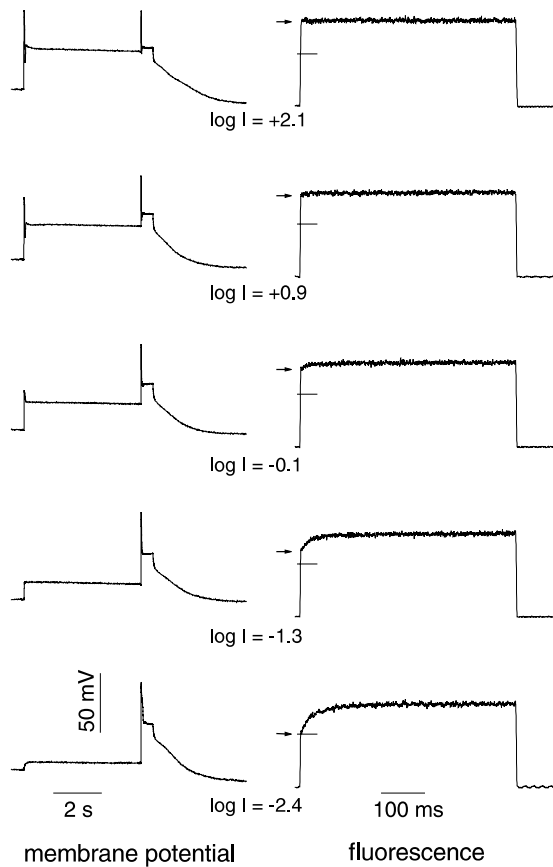 log I = +2.1
log I = +0.9
log I = -0.1
log I = -1.3
50 mV
2 s
100 ms
log I = -2.4
membrane potential
fluorescence